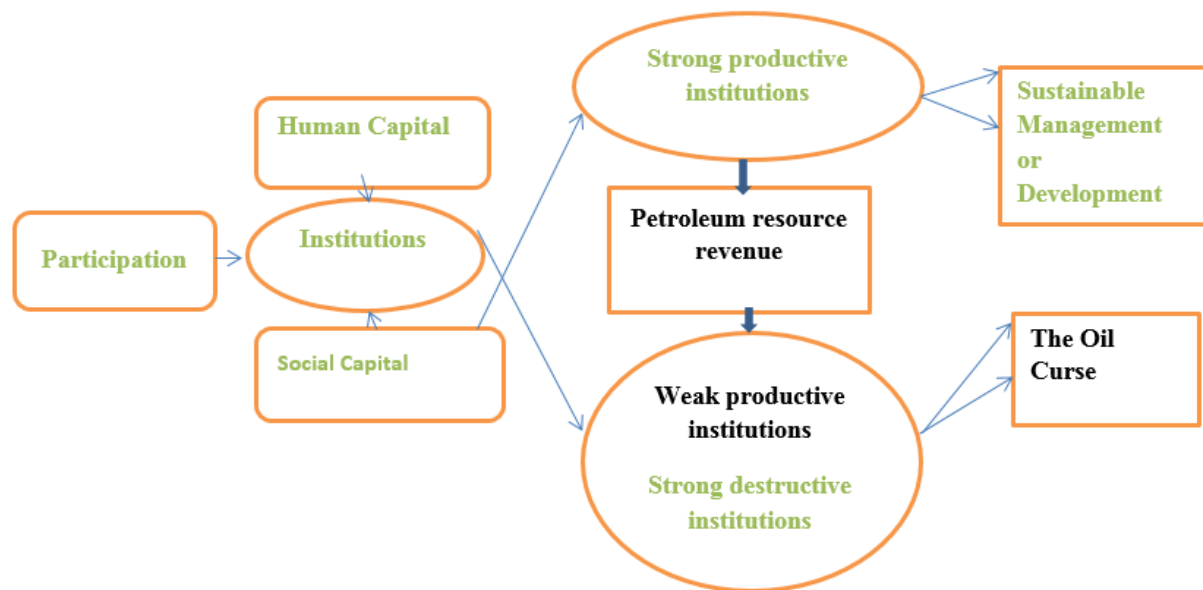 Strong productive
institutions
Sustainable
Management
or
Development
Human Capital
Participation
Institutions
Petroleum resource
revenue
Social Capital
The Oil
Curse
Weak productive
institutions
Strong destructive
institutions